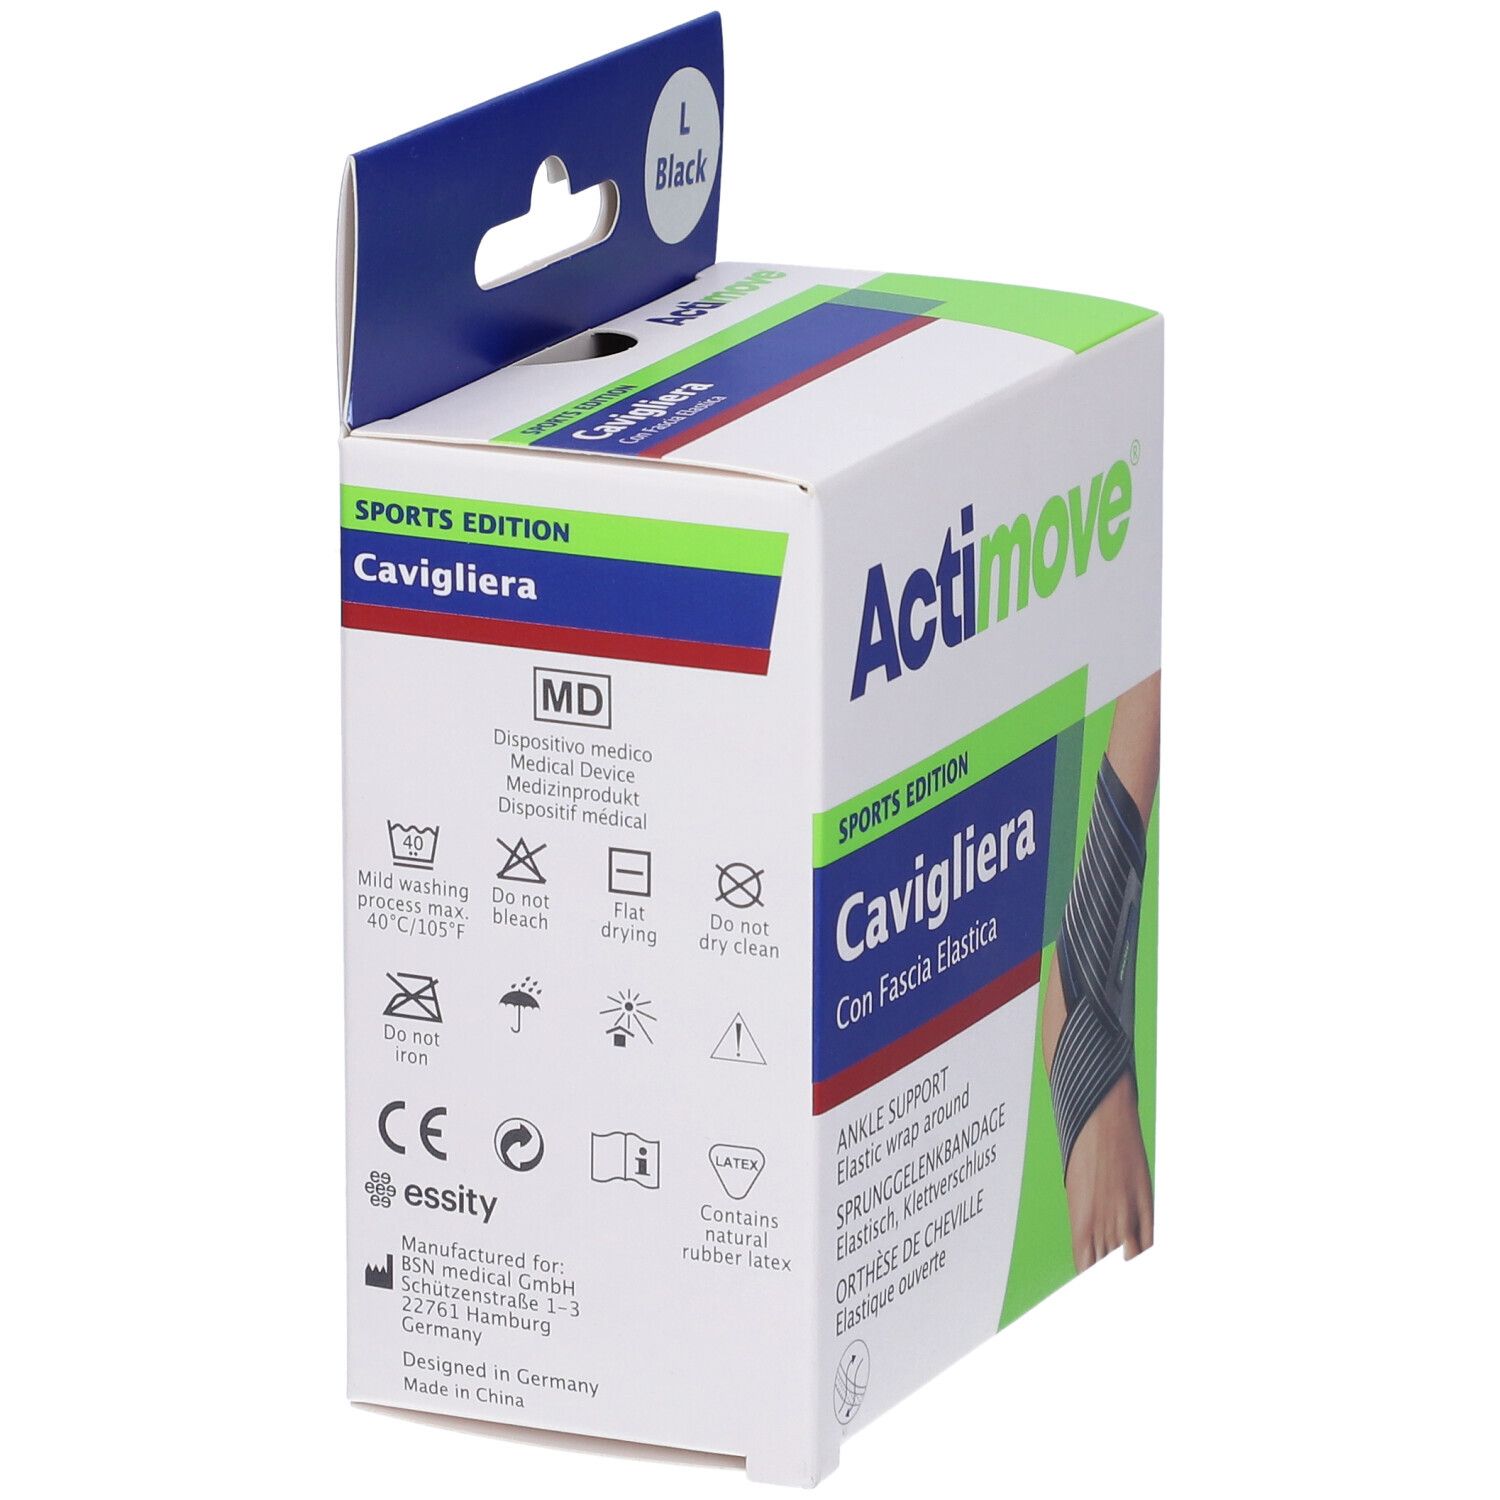 L
Black
Actimove
SPORTS EDITION
Cavigliera
Con Fascia Elastica
SPORTS EDITION
Cavigliera
MD
Dispositivo medico
Medical Device
Medizinprodukt
Dispositif médical
40
Mild washing
process max.
40°C/105°F
Do not
bleach
Flat
drying
Do not
dry clean
Do not
iron
CE
i
LATEX
Contains
natural
rubber latex
essity
Manufactured for:
BSN medical GmbH
Schützenstraße 1-3
22761 Hamburg
Germany
Designed in Germany
Made in China
Actimove®
SPORTS EDITION
Cavigliera
Con Fascia Elastica
ANKLE SUPPORT
Elastic wrap around
SPRUNGGELENKBANDAGE
Elastisch, Klettverschluss
ORTHÈSE DE CHEVILLE
Elastique ouverte